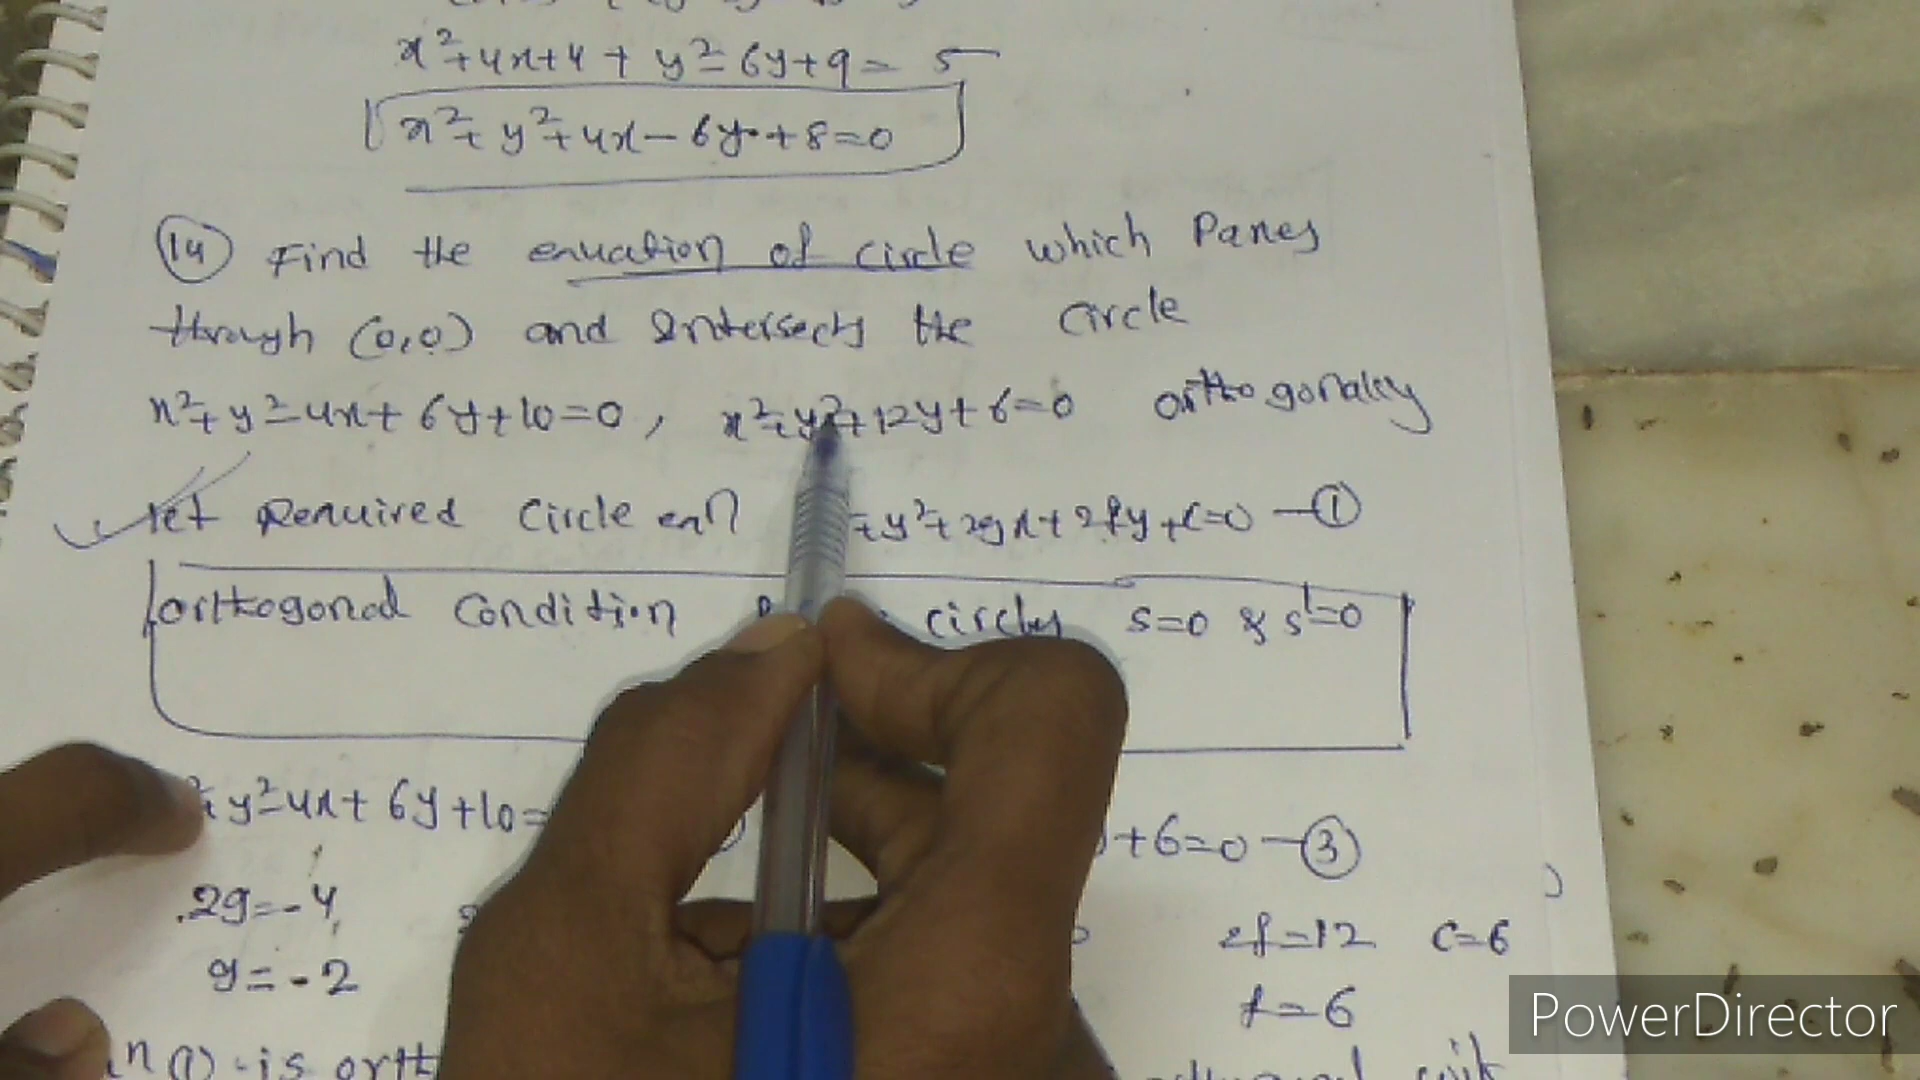 x²+4x+4 + y²-6y+9 = 5
x²+y²+4x-6y+8=0
14 Find the equation of circle which Passes
through (0,0) and Intersects the circle
x²+y²-4x+6y+10=0, x²+y²+12y+6=0 orthogonally
Let Required circle eqn +y²+2gx+2fy+c=0 -①
orthogonal condition circles s=0 & s'=0
y²-4x+6y+10= +6=0 -③
2g=-4 2f=12 c=6
g=-2 f=6
is
PowerDirector